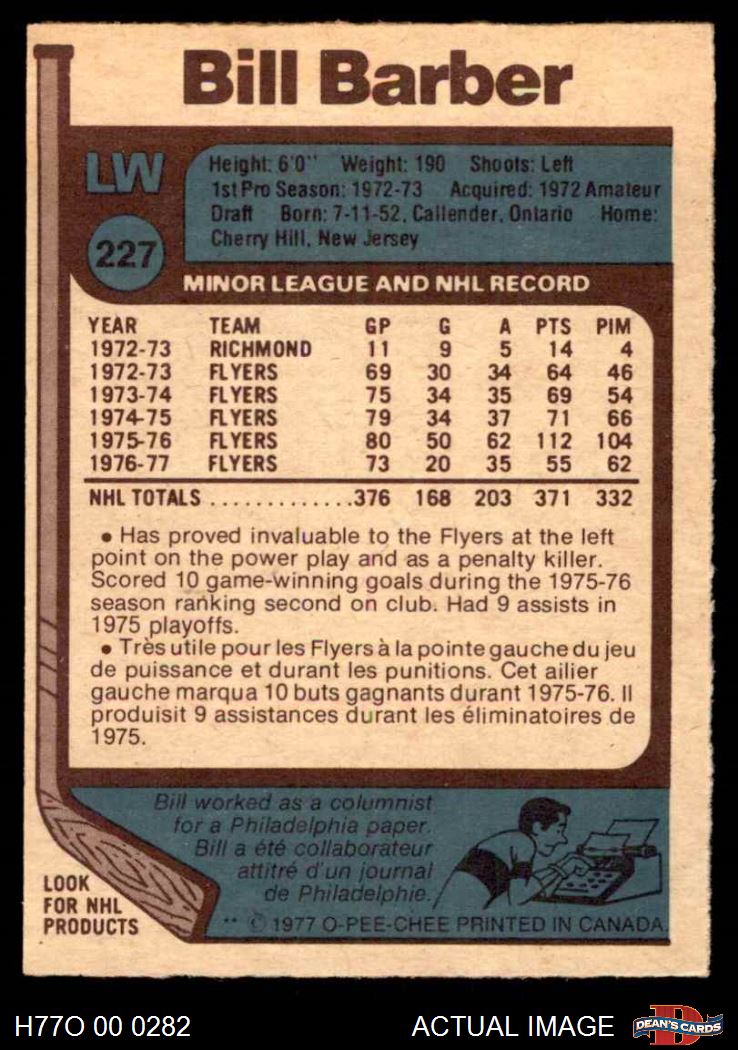 Bill Barber
LW
227
Height: 6'0" Weight: 190 Shoots: Left
1st Pro Season: 1972-73 Acquired: 1972 Amateur
Draft Born: 7-11-52, Callender, Ontario Home:
Cherry Hill, New Jersey
MINOR LEAGUE AND NHL RECORD
YEAR TEAM GP G A PTS PIM
1972-73 RICHMOND 11 9 5 14 4
1972-73 FLYERS 69 30 34 64 46
1973-74 FLYERS 75 34 35 69 54
1974-75 FLYERS 79 34 37 71 66
1975-76 FLYERS 80 50 62 112 104
1976-77 FLYERS 73 20 35 55 62
NHL TOTALS .............376 168 203 371 332
• Has proved invaluable to the Flyers at the left
point on the power play and as a penalty killer.
Scored 10 game-winning goals during the 1975-76
season ranking second on club. Had 9 assists in
1975 playoffs.
• Très utile pour les Flyers à la pointe gauche du jeu
de puissance et durant les punitions. Cet ailier
gauche marqua 10 buts gagnants durant 1975-76. Il
produisit 9 assistances durant les éliminatoires de
1975.
Bill worked as a columnist
for a Philadelphia paper.
Bill a été collaborateur
attitré d'un journal
de Philadelphie.
LOOK
FOR NHL
PRODUCTS
** © 1977 O-PEE-CHEE PRINTED IN CANADA
H77O 00 0282
ACTUAL IMAGE
D
DEAN'S CARDS